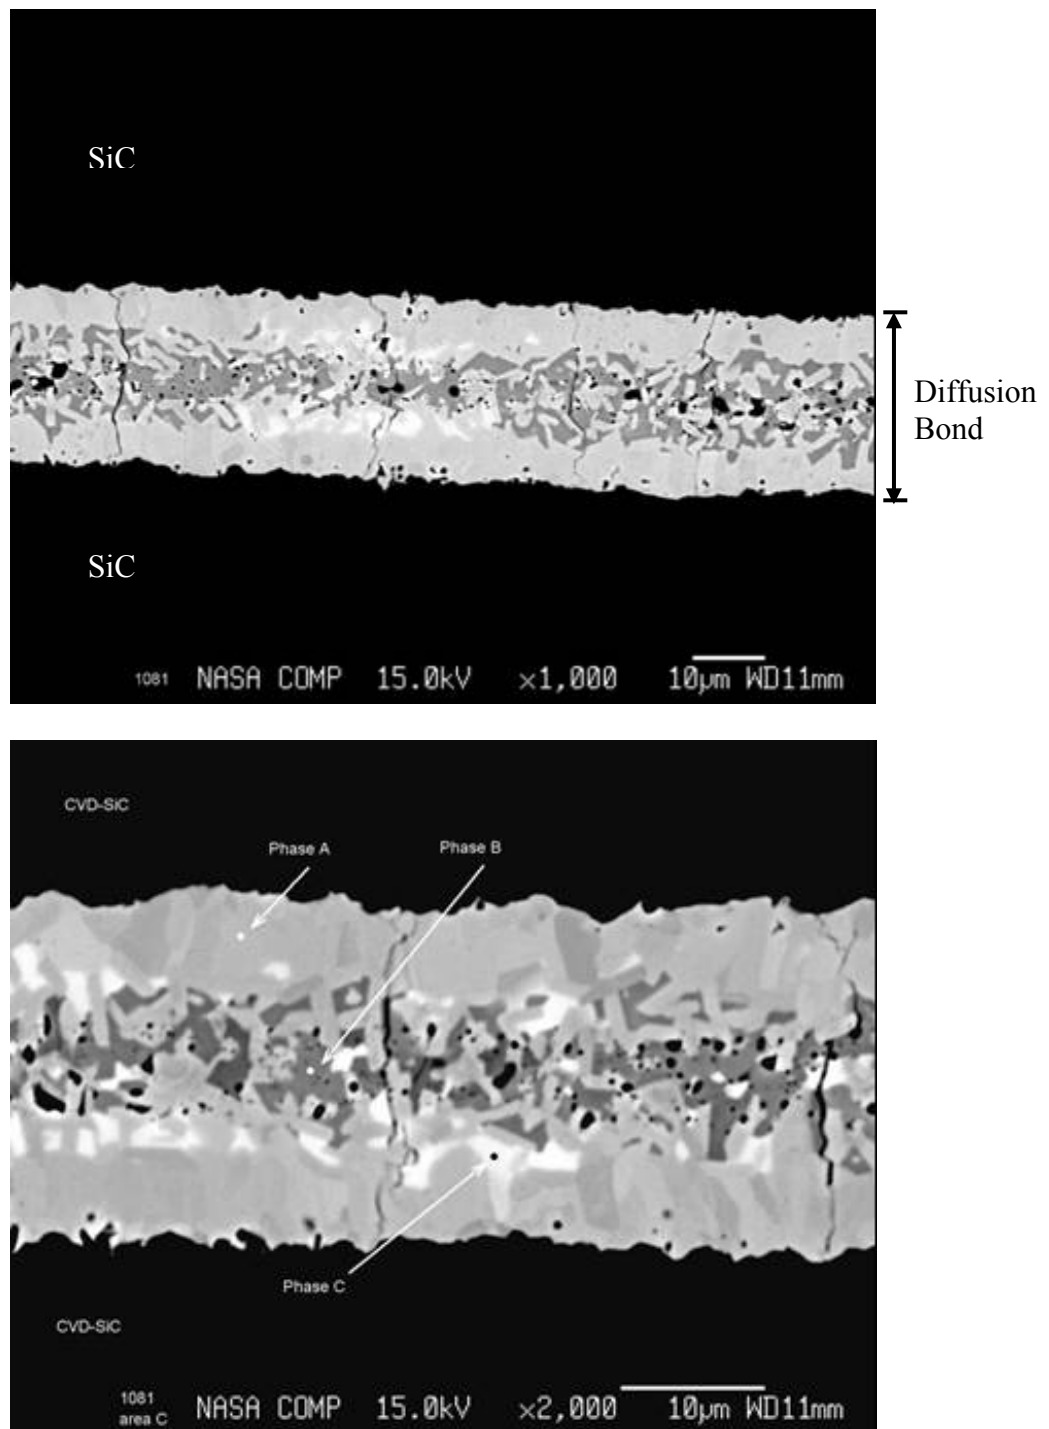 SiC
Diffusion
Bond
SiC
1081 NASA COMP 15.0kV ×1,000 10µm WD11mm
CVD-SiC
Phase A
Phase B
Phase C
CVD-SiC
1081
area C NASA COMP 15.0kV ×2,000 10µm WD11mm